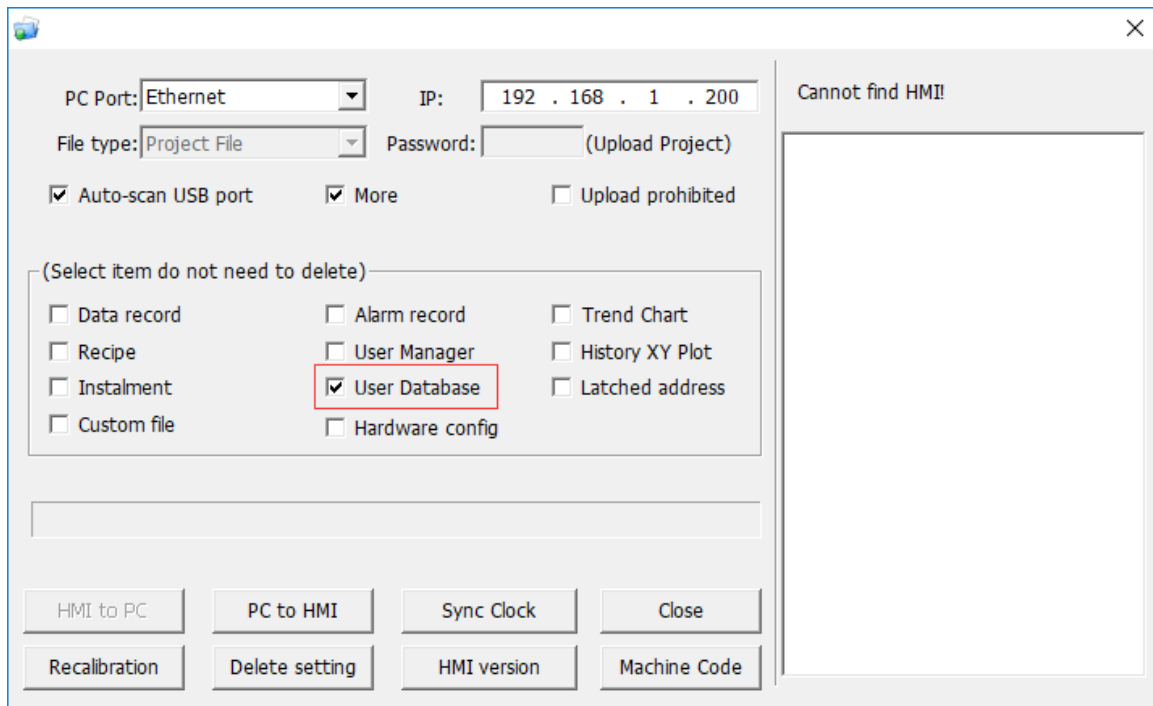 PC Port: Ethernet IP: 192 . 168 . 1 . 200
File type: Project File Password: (Upload Project)
Auto-scan USB port More Upload prohibited
(Select item do not need to delete)
Data record Alarm record Trend Chart
Recipe User Manager History XY Plot
Instalment User Database Latched address
Custom file Hardware config
HMI to PC PC to HMI Sync Clock Close
Recalibration Delete setting HMI version Machine Code
Cannot find HMI!